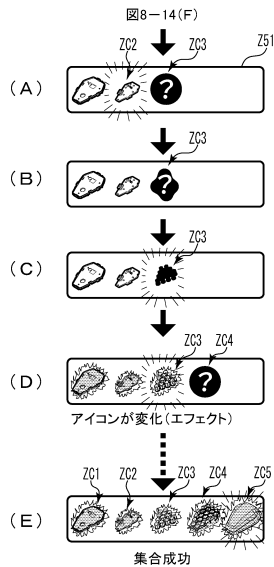 図8-14(F)
ZC2 ZC3 Z51
(A) ?
ZC3
(B) ?
ZC3
(C)
ZC3 ZC4
(D) ?
アイコンが変化(エフェクト)
ZC1 ZC2 ZC3 ZC4 ZC5
(E)
集合成功